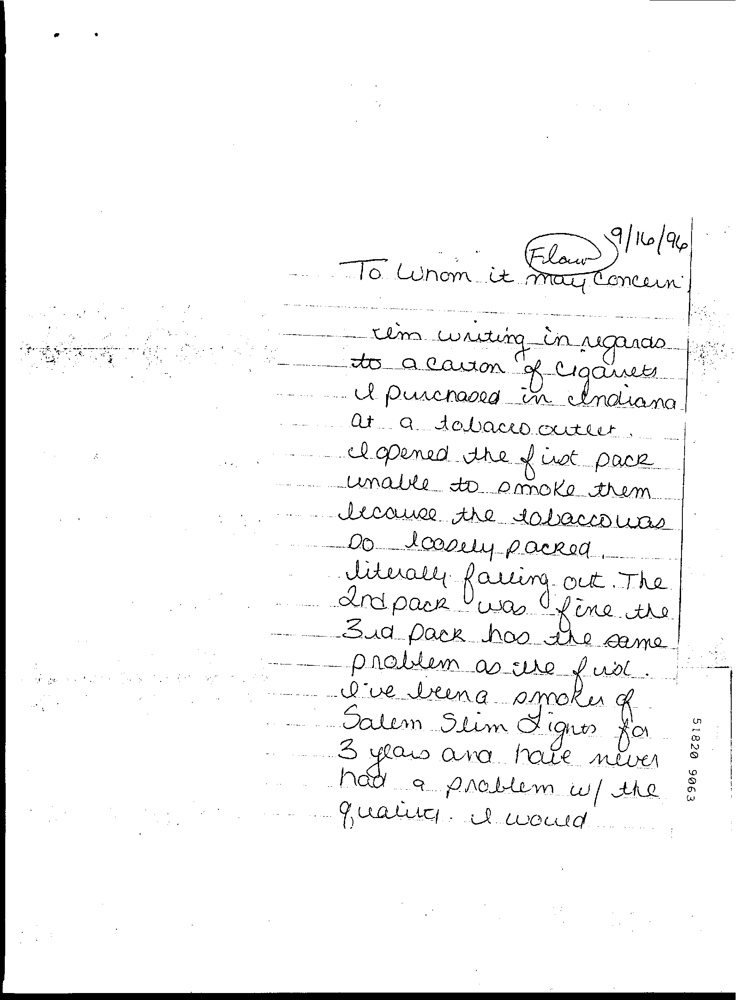 9/16/96
Flaw
To Whom it may Concern
I'm writing in regards
to a carton of Cigarrets
I purchased in Indiana
at a tobacco outlet.
I opened the first pack
unable to smoke them
because the tobacco was
so loosely packed,
literally falling out. The
2nd pack was fine the
3rd pack has the same
problem as the first.
I've been a smoker of
Salem Slim Lights for
3 years and have never
had a problem w/ the
quality. I would
51820 9063